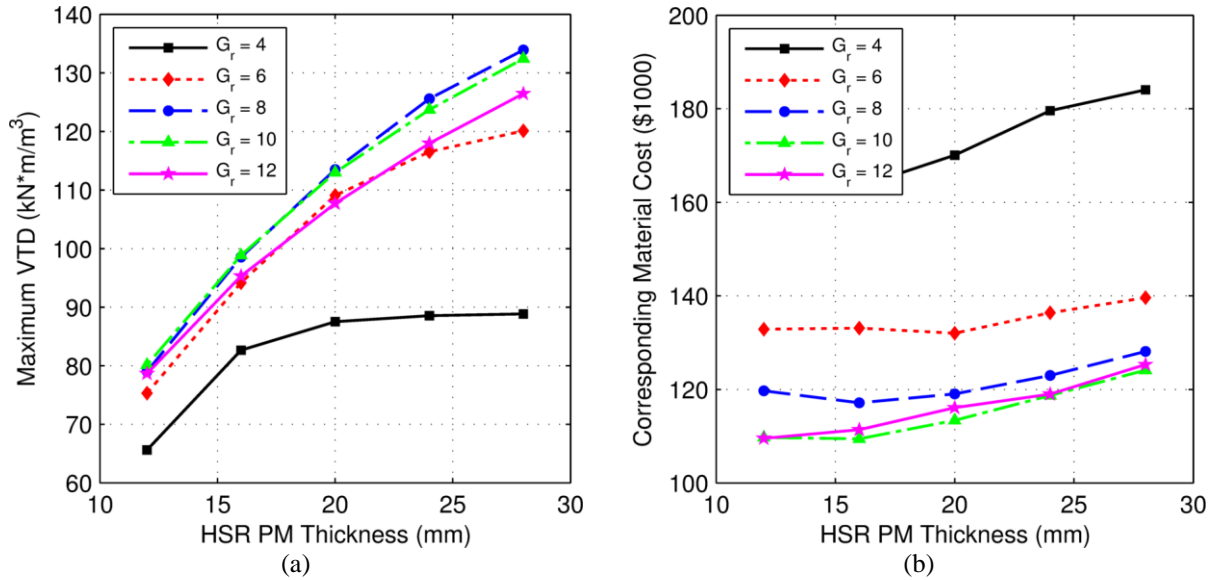 140
130
120
110
100
90
80
70
60
10 15 20 25 30
Maximum VTD (kN*m/m³)
HSR PM Thickness (mm)
G_r = 4
G_r = 6
G_r = 8
G_r = 10
G_r = 12
(a)
200
180
160
140
120
100
10 15 20 25 30
Corresponding Material Cost ($1000)
HSR PM Thickness (mm)
G_r = 4
G_r = 6
G_r = 8
G_r = 10
G_r = 12
(b)